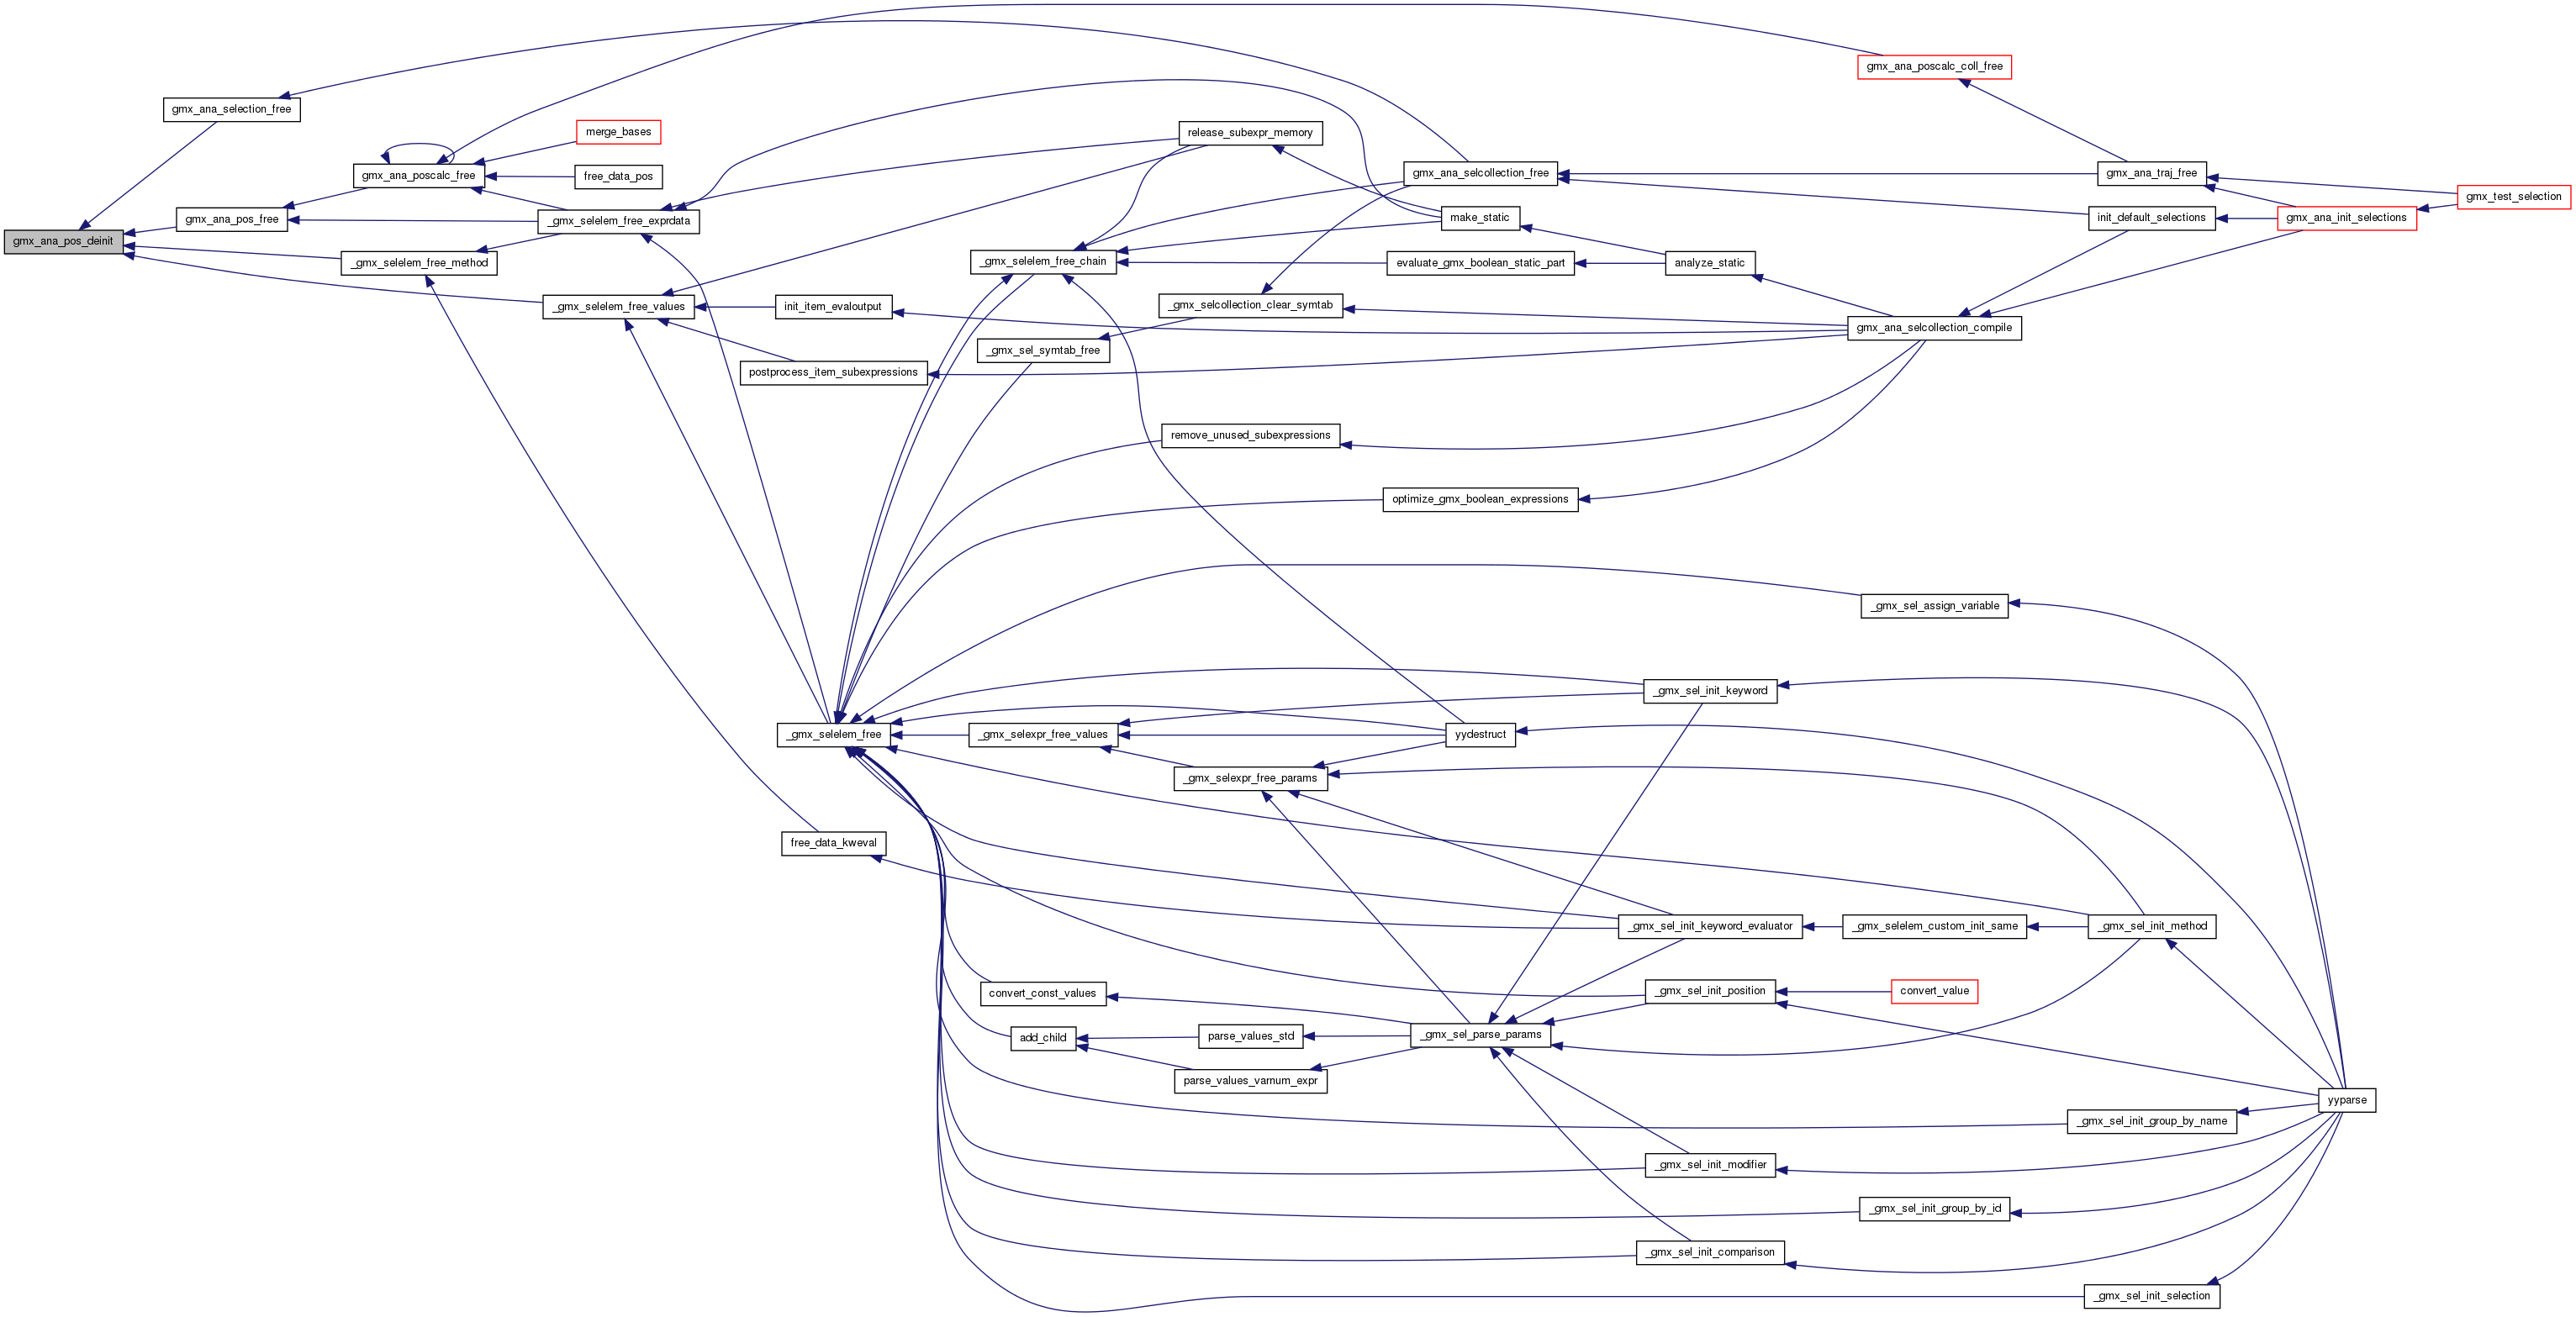 gmx_ana_poscalc_coll_free
gmx_ana_selection_free
merge_bases
release_subexpr_memory
gmx_ana_poscalc_free
free_data_pos
gmx_ana_selcollection_free
gmx_ana_traj_free
gmx_test_selection
gmx_ana_pos_free
_gmx_selelem_free_exprdata
make_static
init_default_selections
gmx_ana_init_selections
gmx_ana_pos_deinit
_gmx_selelem_free_method
_gmx_selelem_free_chain
evaluate_gmx_boolean_static_part
analyze_static
_gmx_selelem_free_values
init_item_evaloutput
_gmx_selcollection_clear_symtab
gmx_ana_selcollection_compile
_gmx_sel_symtab_free
postprocess_item_subexpressions
remove_unused_subexpressions
optimize_gmx_boolean_expressions
_gmx_sel_assign_variable
_gmx_sel_init_keyword
_gmx_selelem_free
_gmx_selexpr_free_values
yydestruct
_gmx_selexpr_free_params
free_data_kweval
_gmx_sel_init_keyword_evaluator
_gmx_selelem_custom_init_same
_gmx_sel_init_method
convert_const_values
_gmx_sel_init_position
convert_value
add_child
parse_values_std
_gmx_sel_parse_params
parse_values_varnum_expr
yyparse
_gmx_sel_init_group_by_name
_gmx_sel_init_modifier
_gmx_sel_init_group_by_id
_gmx_sel_init_comparison
_gmx_sel_init_selection